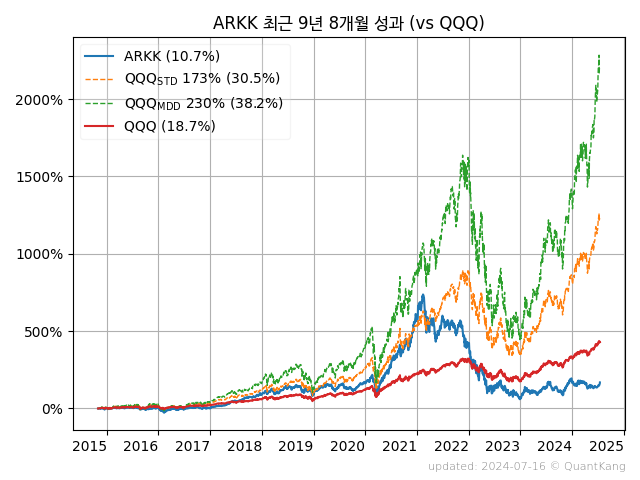 ARKK 최근 9년 8개월 성과 (vs QQQ)
ARKK (10.7%)
QQQSTD 173% (30.5%)
QQQMDD 230% (38.2%)
QQQ (18.7%)
2000%
1500%
1000%
500%
0%
2015 2016 2017 2018 2019 2020 2021 2022 2023 2024 2025
updated: 2024-07-16 © QuantKang